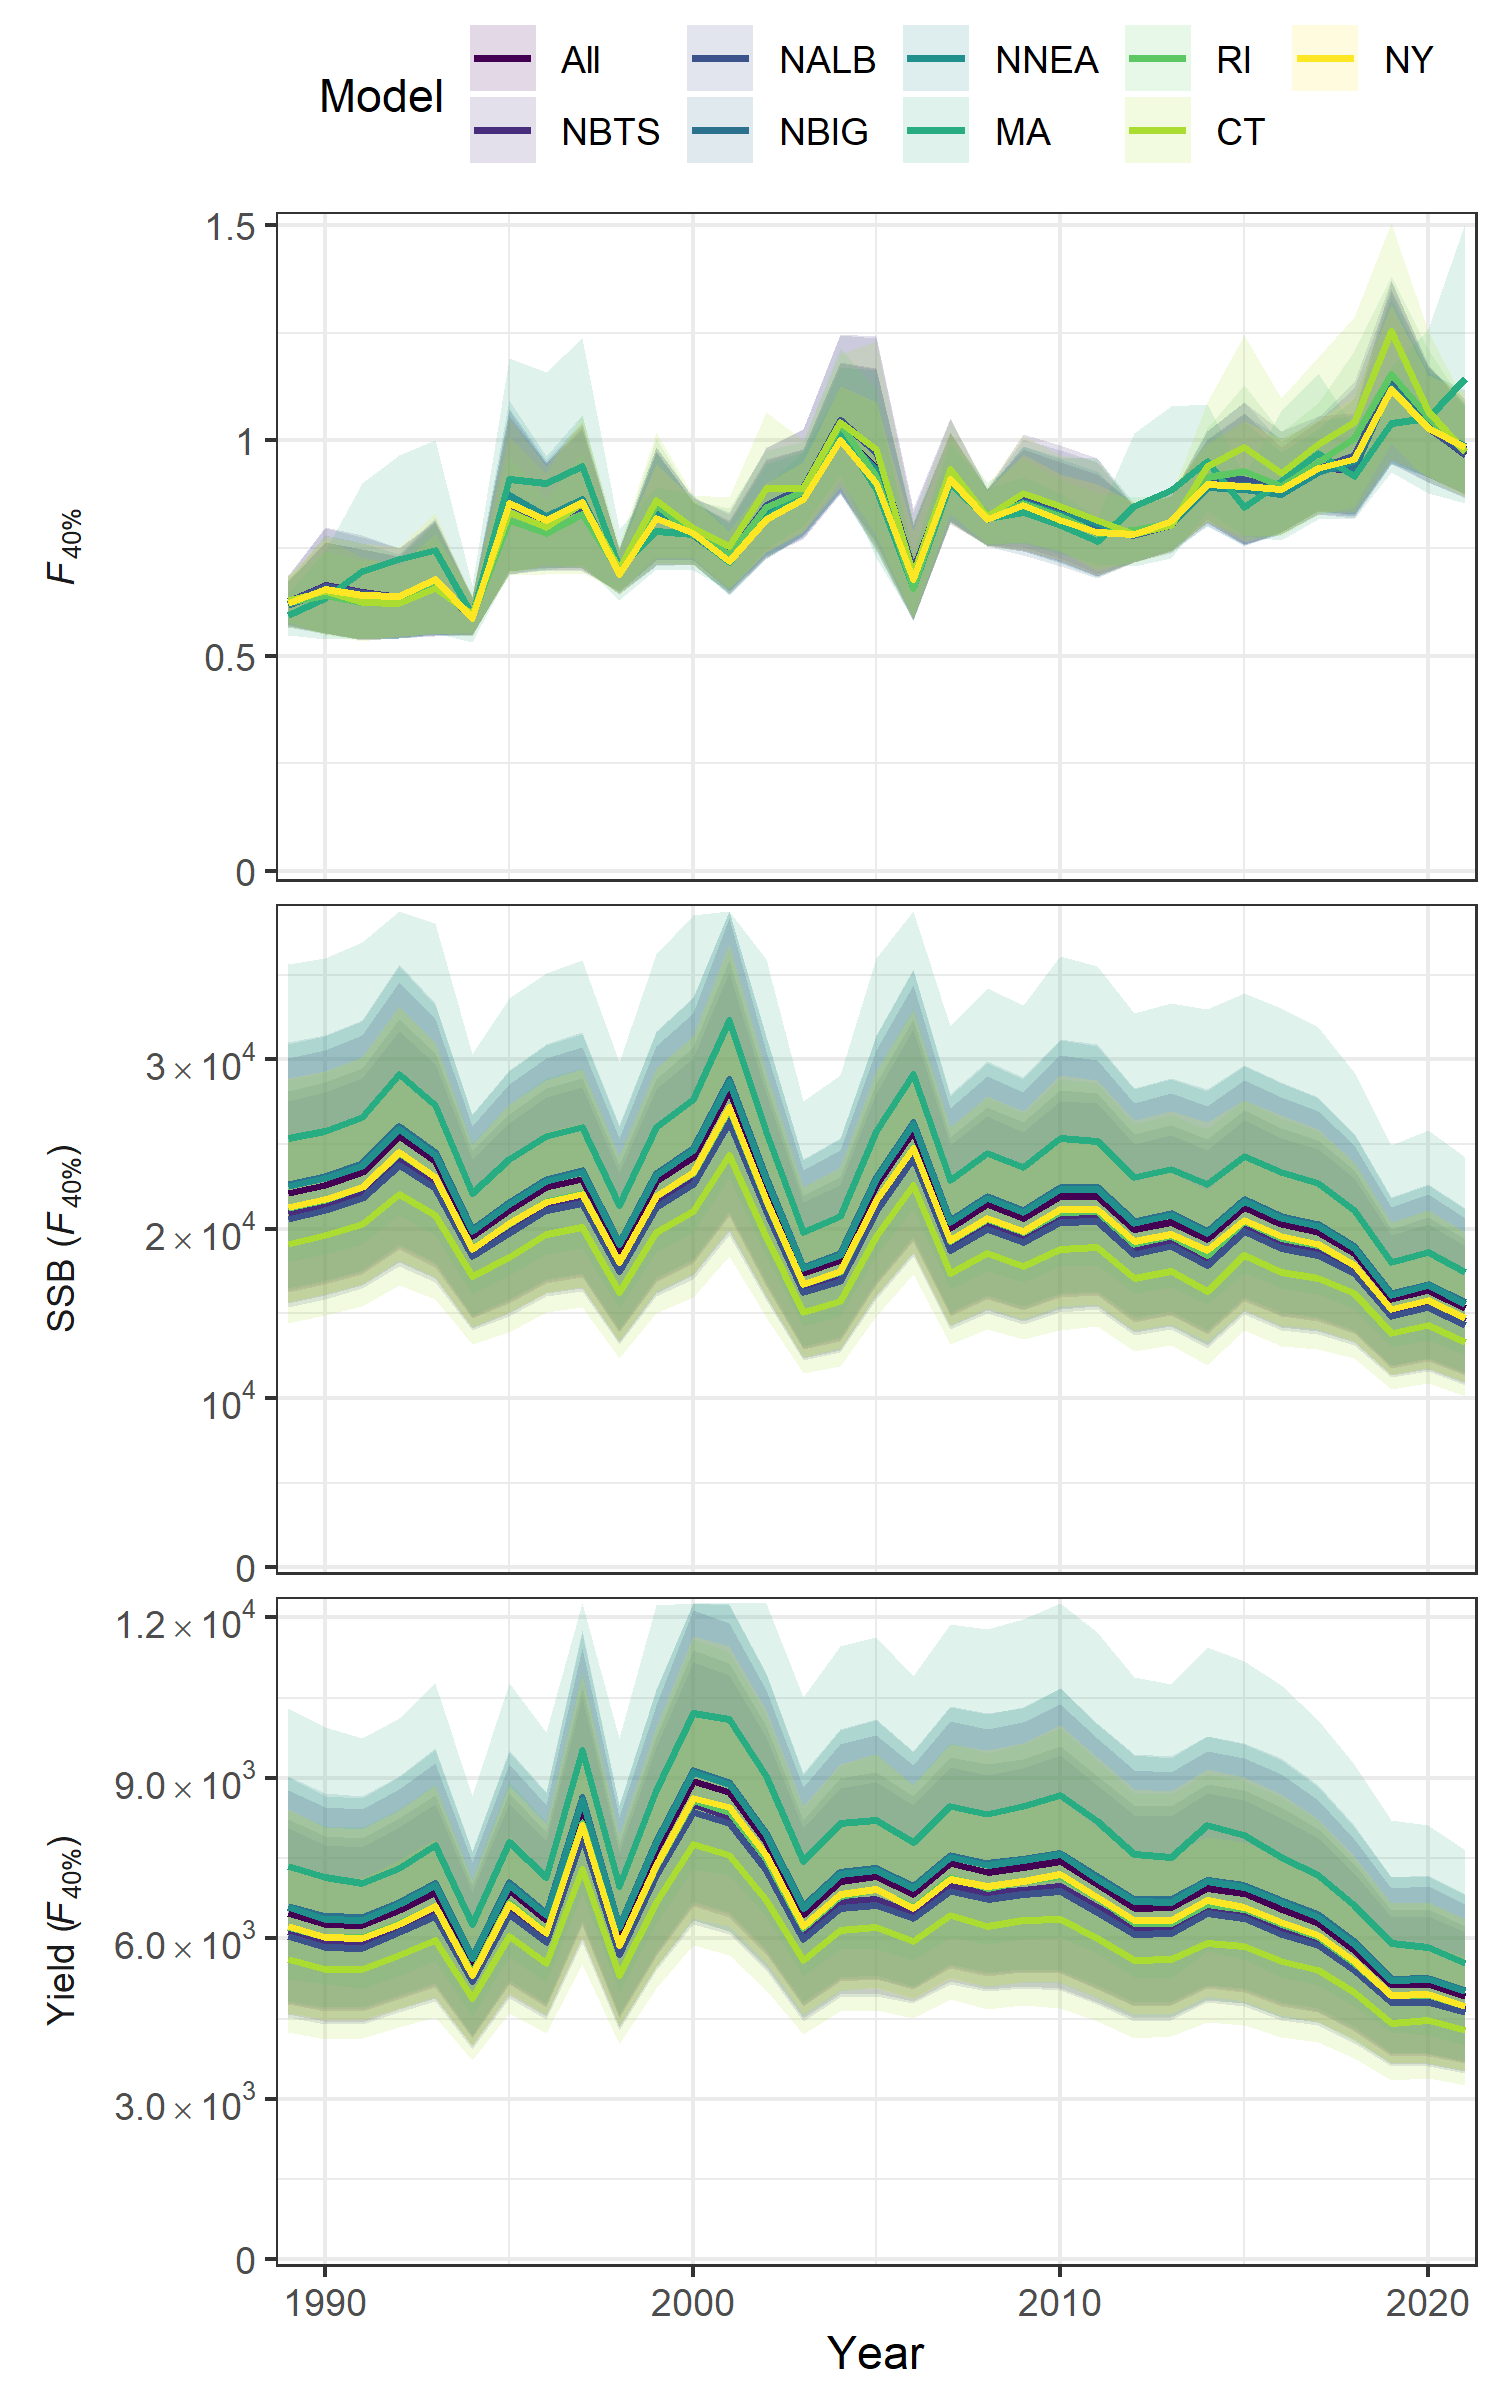 Model
All NALB NNEA RI NY
NBTS NBIG MA CT
1.5
1
0.5
0
F40%
3×10^4
2×10^4
10^4
0
SSB (F40%)
1.2×10^4
9.0×10^3
6.0×10^3
3.0×10^3
0
Yield (F40%)
1990 2000 2010 2020
Year